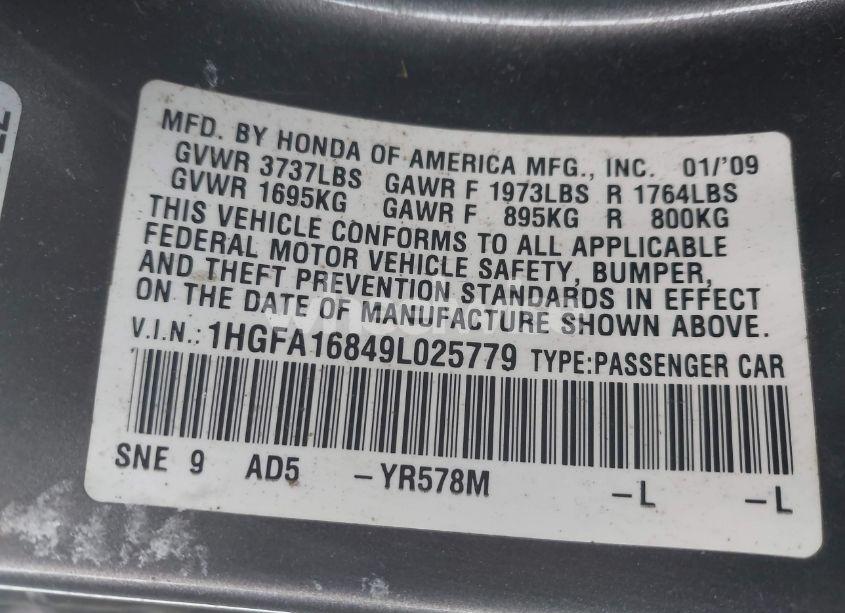 MFD. BY HONDA OF AMERICA MFG., INC. 01/'09
GVWR 3737LBS GAWR F 1973LBS R 1764LBS
GVWR 1695KG GAWR F 895KG R 800KG
THIS VEHICLE CONFORMS TO ALL APPLICABLE
FEDERAL MOTOR VEHICLE SAFETY, BUMPER,
AND THEFT PREVENTION STANDARDS IN EFFECT
ON THE DATE OF MANUFACTURE SHOWN ABOVE.
V.I.N.: 1HGFA16849L025779 TYPE:PASSENGER CAR
SNE 9 AD5 -YR578M -L -L